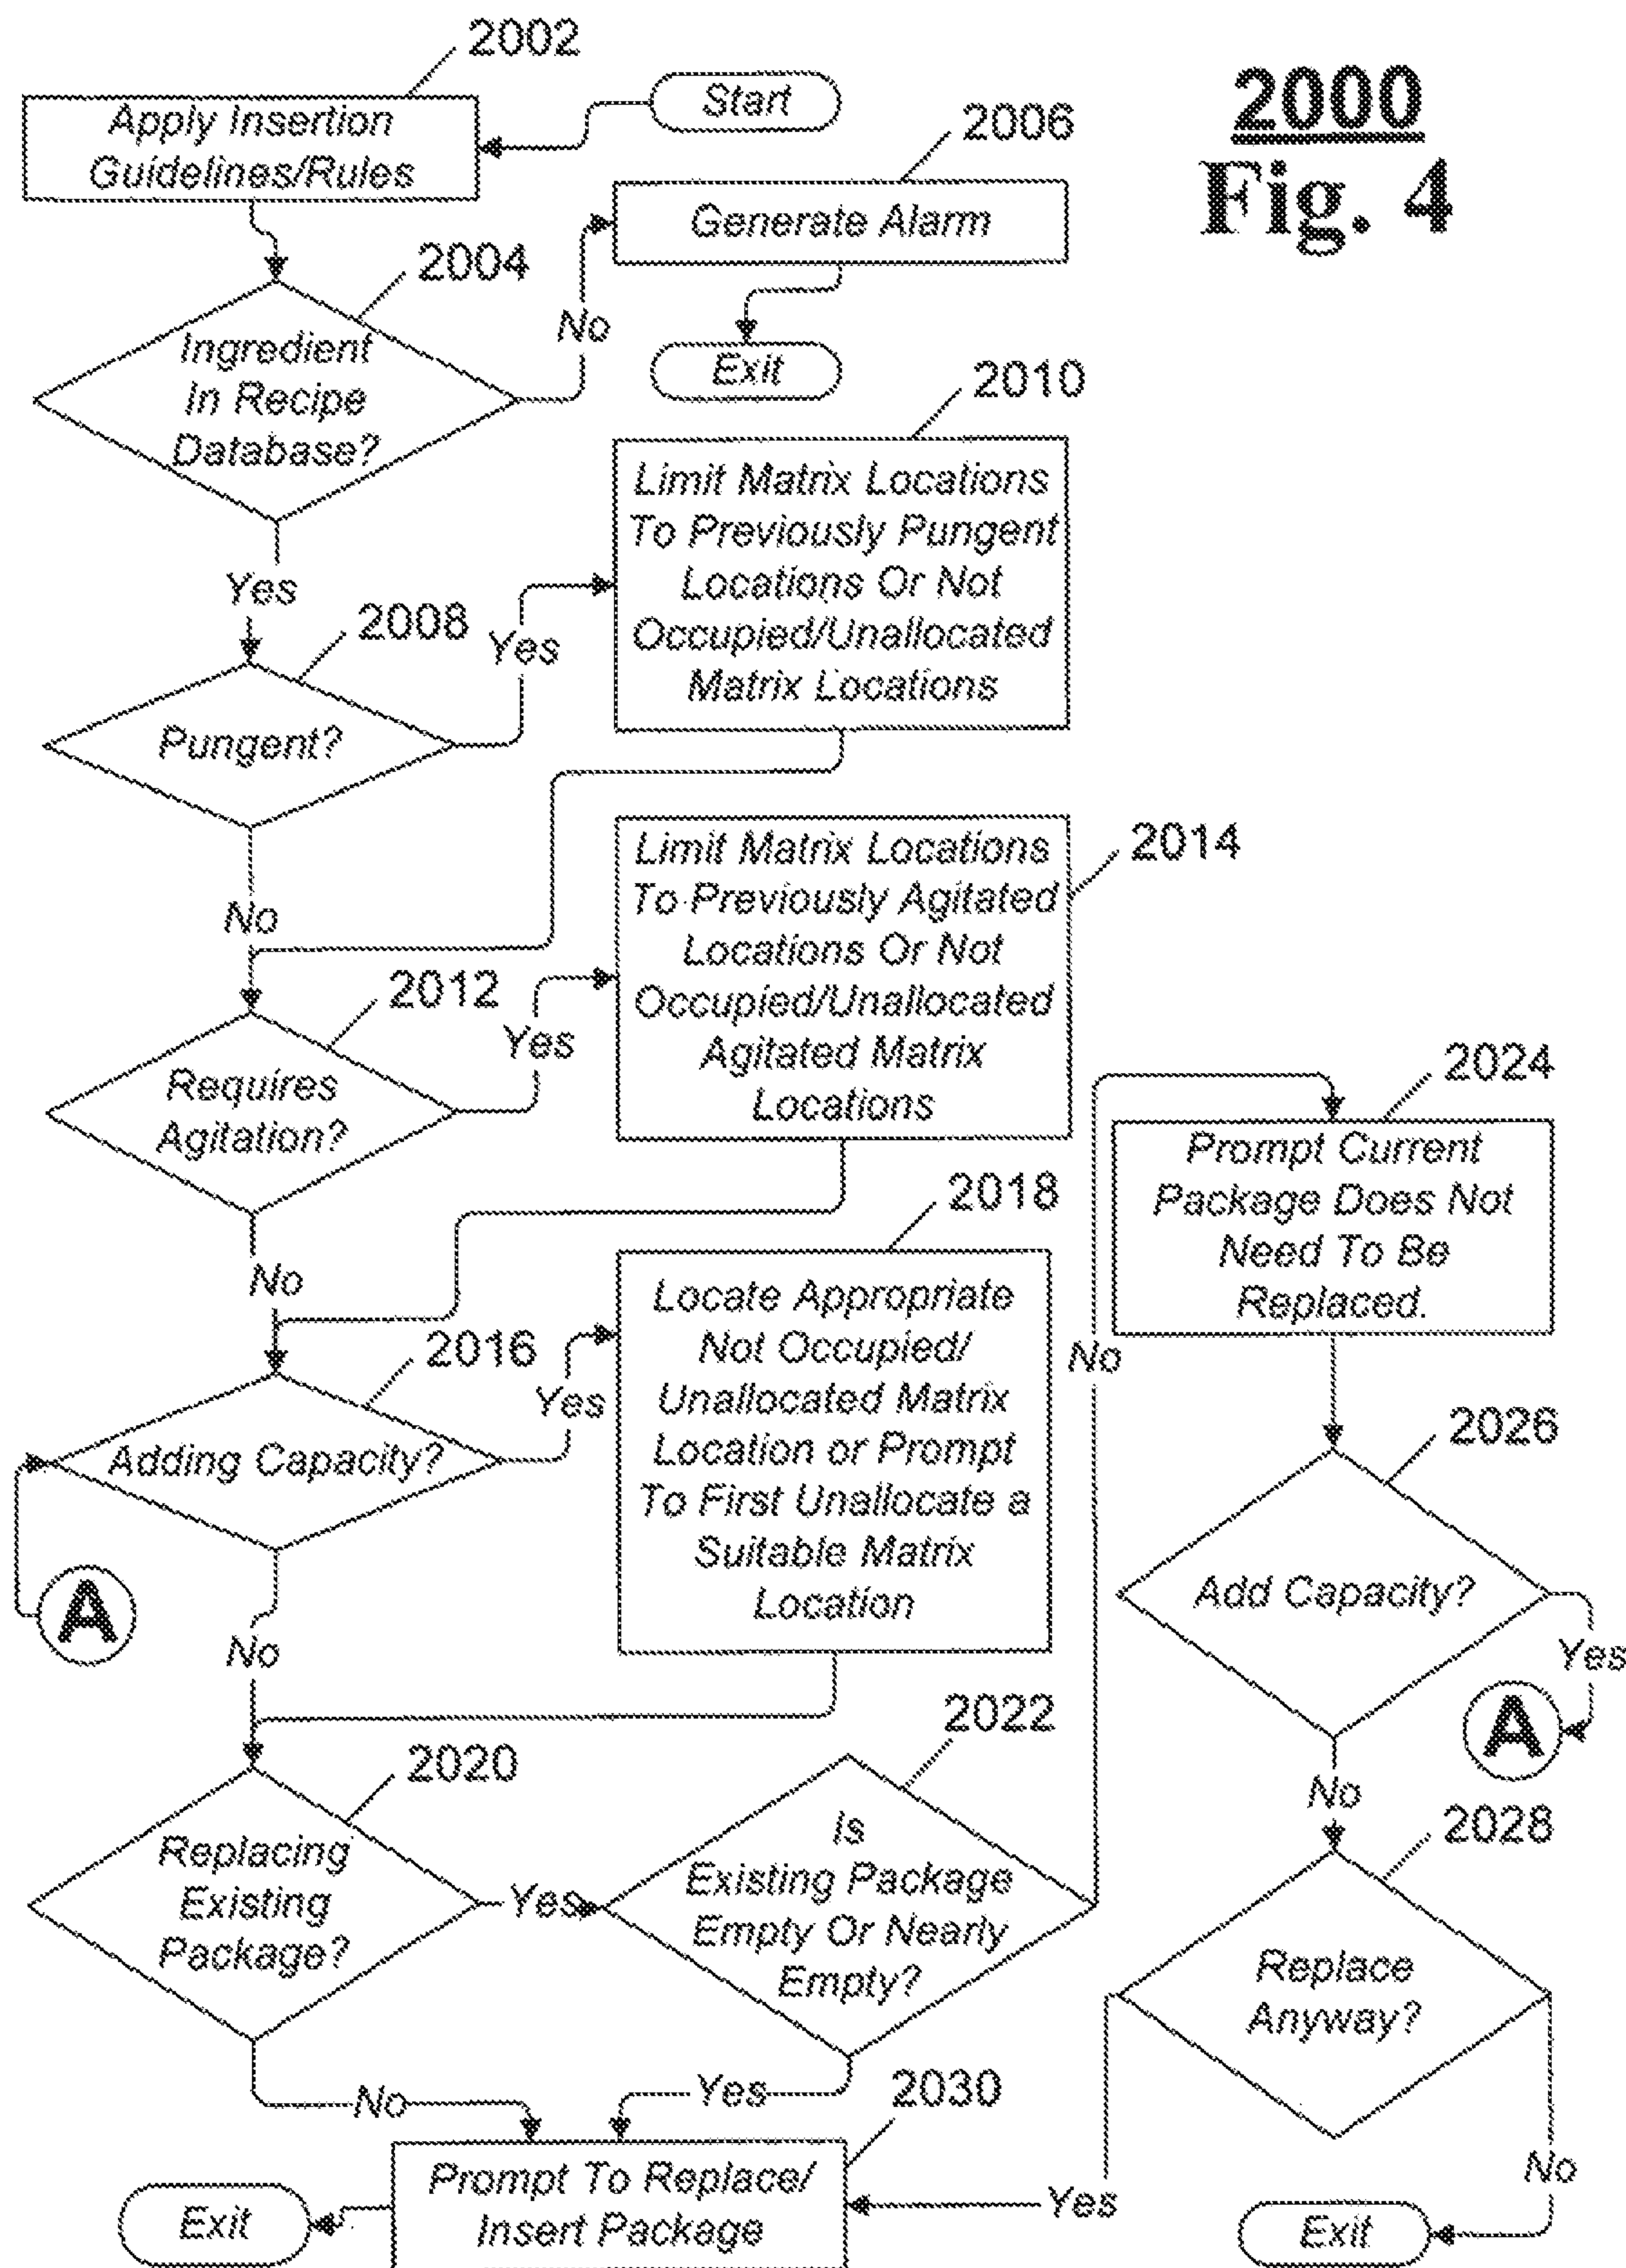 2000
Fig. 4
Start
2002
Apply Insertion
Guidelines/Rules
2004
Ingredient
In Recipe
Database?
No
2006
Generate Alarm
Exit
Yes
2008
Pungent?
Yes
2010
Limit Matrix Locations
To Previously Pungent
Locations Or Not
Occupied/Unallocated
Matrix Locations
No
2012
Requires
Agitation?
Yes
2014
Limit Matrix Locations
To Previously Agitated
Locations Or Not
Occupied/Unallocated
Agitated Matrix
Locations
No
2016
Adding Capacity?
A
Yes
2018
Locate Appropriate
Not Occupied/
Unallocated Matrix
Location or Prompt
To First Unallocate a
Suitable Matrix
Location
No
2020
Replacing
Existing
Package?
Yes
2022
Is
Existing Package
Empty Or Nearly
Empty?
No
2024
Prompt Current
Package Does Not
Need To Be
Replaced.
2026
Add Capacity?
Yes
A
No
2028
Replace
Anyway?
No
Exit
Yes
No
Yes
2030
Prompt To Replace/
Insert Package
Exit